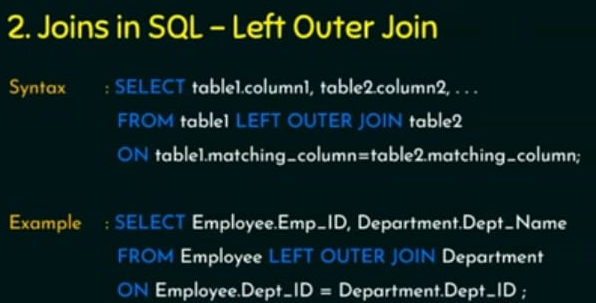 2. Joins in SQL – Left Outer Join
Syntax : SELECT table1.column1, table2.column2, . . .
FROM table1 LEFT OUTER JOIN table2
ON table1.matching_column=table2.matching_column;
Example : SELECT Employee.Emp_ID, Department.Dept_Name
FROM Employee LEFT OUTER JOIN Department
ON Employee.Dept_ID = Department.Dept_ID ;